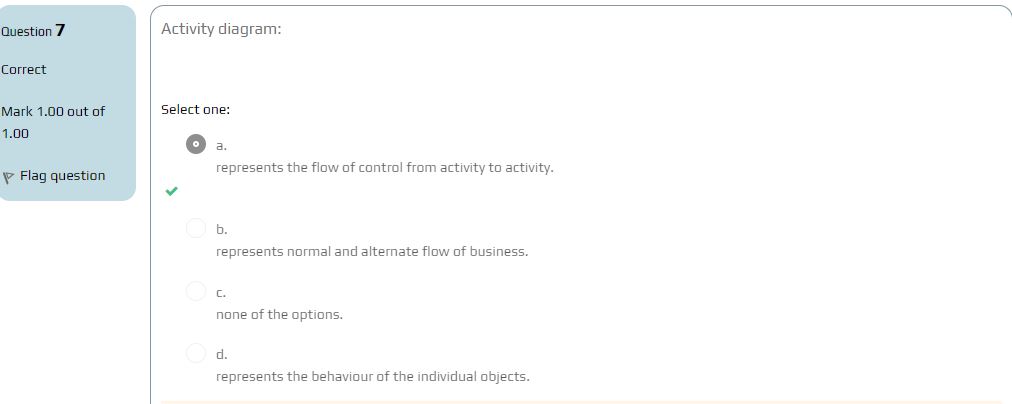 Question 7
Correct
Mark 1.00 out of
1.00
Flag question
Activity diagram:
Select one:
a.
represents the flow of control from activity to activity.
b.
represents normal and alternate flow of business.
c.
none of the options.
d.
represents the behaviour of the individual objects.